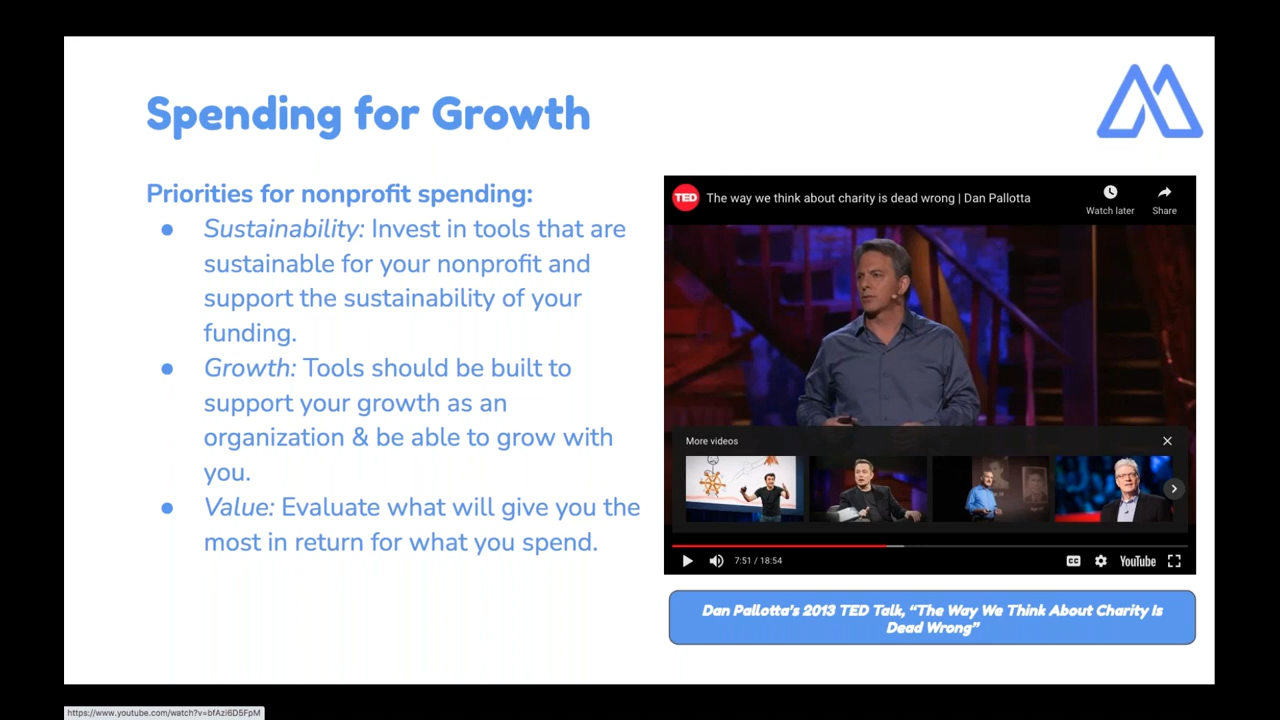 Spending for Growth
Priorities for nonprofit spending:
● Sustainability: Invest in tools that are
sustainable for your nonprofit and
support the sustainability of your
funding.
● Growth: Tools should be built to
support your growth as an
organization & be able to grow with
you.
● Value: Evaluate what will give you the
most in return for what you spend.
TED
The way we think about charity is dead wrong | Dan Pallotta
Watch later
Share
More videos
7:51 / 18:54
CC
YouTube
Dan Pallotta's 2013 TED Talk, “The Way We Think About Charity Is
Dead Wrong”
https://www.youtube.com/watch?v=bfAzi6D5FpM